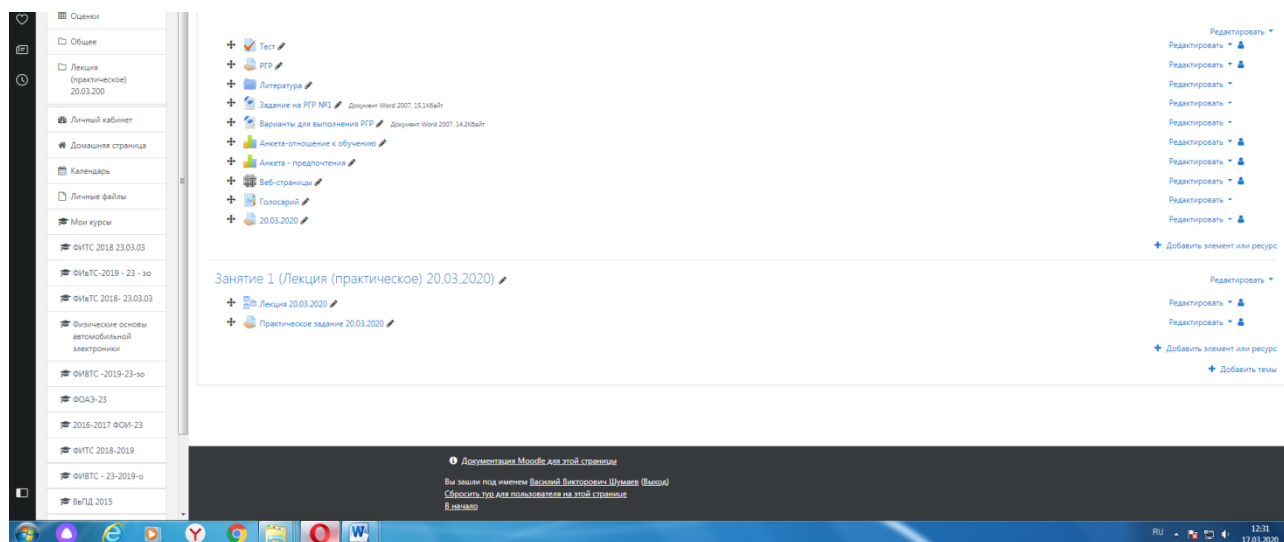 Оценки
Общее
Лекция
(практическое)
20.03.200
Личный кабинет
Домашняя страница
Календарь
Личные файлы
Мои курсы
ФИТС 2018 23.03.03
ФИвТС-2019 - 23 - зо
ФИвТС 2018- 23.03.03
Физические основы
автомобильной
электроники
ФИВТС -2019-23-зо
ФОАЭ-23
2016-2017 ФОИ-23
ФИТС 2018-2019
ФИВТС - 23-2019-о
ВеПД 2015
Редактировать
Тест Редактировать
РГР Редактировать
Литература Редактировать
Задание на РГР №1 Документ Word 2007, 15.1Кбайт Редактировать
Варианты для выполнения РГР Документ Word 2007, 14.2Кбайт Редактировать
Анкета-отношение к обучению Редактировать
Анкета - предпочтения Редактировать
Веб-страницы Редактировать
Голосарий Редактировать
20.03.2020 Редактировать
Добавить элемент или ресурс
Занятие 1 (Лекция (практическое) 20.03.2020) Редактировать
Лекция 20.03.2020 Редактировать
Практическое задание 20.03.2020 Редактировать
Добавить элемент или ресурс
Добавить темы
Документация Moodle для этой страницы
Вы зашли под именем Василий Викторович Шумаев (Выход)
Сбросить тур для пользователя на этой странице
В начало
RU 12:31
17.03.2020